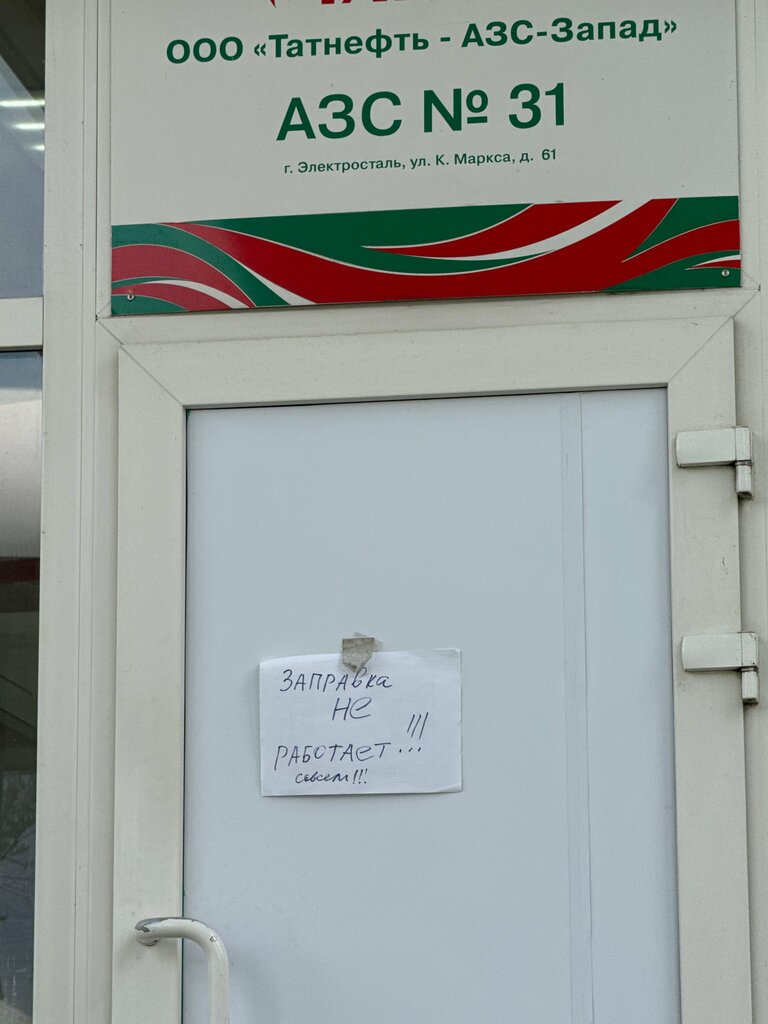 ООО «Татнефть - АЗС-Запад»
АЗС № 31
г. Электросталь, ул. К. Маркса, д. 61
ЗАПРАВка
НЕ
РАБОТАЕТ!!!
совсем!!!